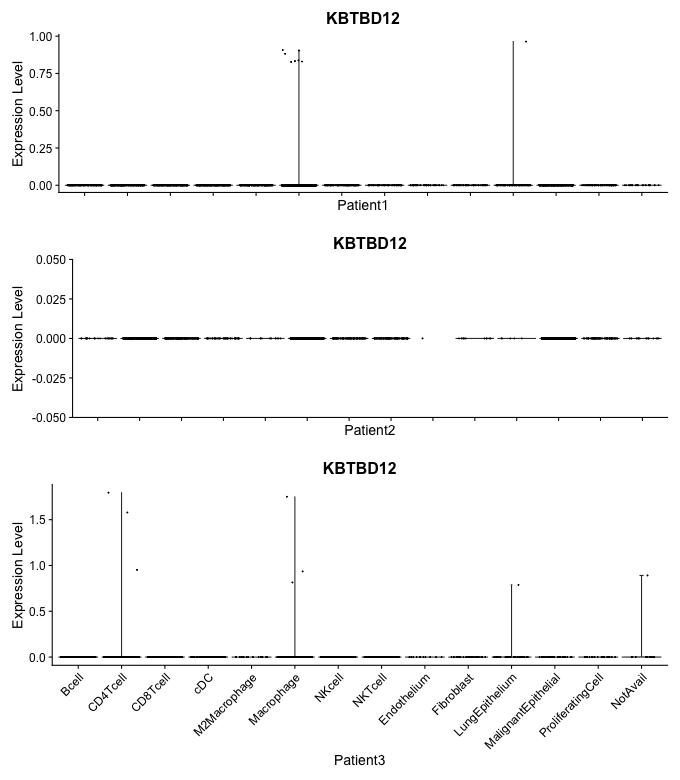 KBTBD12
Expression Level
1.00
0.75
0.50
0.25
0.00
Patient1
KBTBD12
Expression Level
0.050
0.025
0.000
-0.025
-0.050
Patient2
KBTBD12
Expression Level
1.5
1.0
0.5
0.0
Bcell
CD4Tcell
CD8Tcell
cDC
M2Macrophage
Macrophage
NKcell
NKTcell
Endothelium
Fibroblast
LungEpithelium
MalignantEpithelial
ProliferatingCell
NotAvail
Patient3